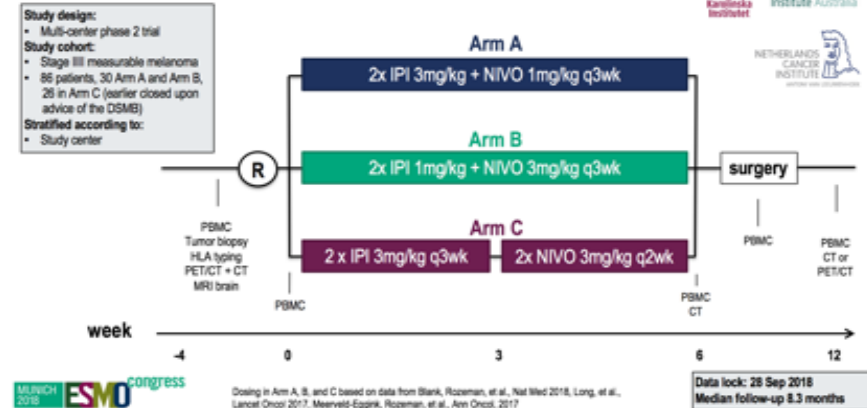 Study design:
• Multi-center phase 2 trial
Study cohort:
• Stage III measurable melanoma
• 86 patients, 30 Arm A and Arm B,
26 in Arm C (earlier closed upon
advice of the DSMB)
Stratified according to:
• Study center
Karolinska
Institutet
Institute Australia
NETHERLANDS
CANCER
INSTITUTE
ANTONI VAN LEEUWENHOEK
Arm A
2x IPI 3mg/kg + NIVO 1mg/kg q3wk
Arm B
R
2x IPI 1mg/kg + NIVO 3mg/kg q3wk
surgery
Arm C
2 x IPI 3mg/kg q3wk
2x NIVO 3mg/kg q2wk
PBMC
Tumor biopsy
HLA typing
PET/CT + CT
MRI brain
PBMC
PBMC
CT
PBMC
PBMC
CT or
PET/CT
week
-4 0 3 6 12
MUNICH
2018
ESMO congress
Dosing in Arm A, B, and C based on data from Blank, Rozeman, et al., Nat Med 2018, Long, et al.,
Lancet Oncol 2017, Meerveld-Eggink, Rozeman, et al., Ann Oncol, 2017
Data lock: 28 Sep 2018
Median follow-up 8.3 months